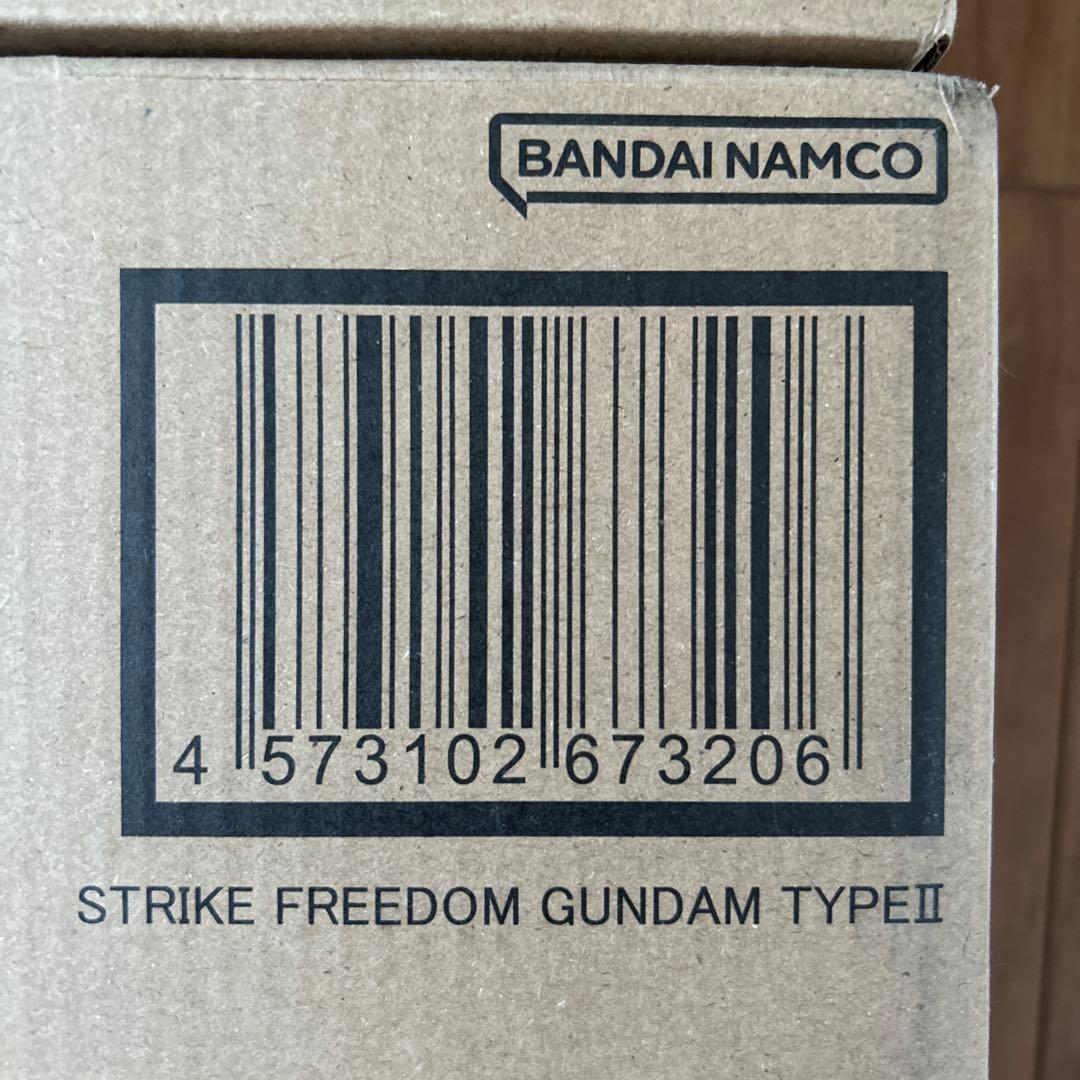 BANDAI NAMCO
4 573102 673206
STRIKE FREEDOM GUNDAM TYPEⅡ